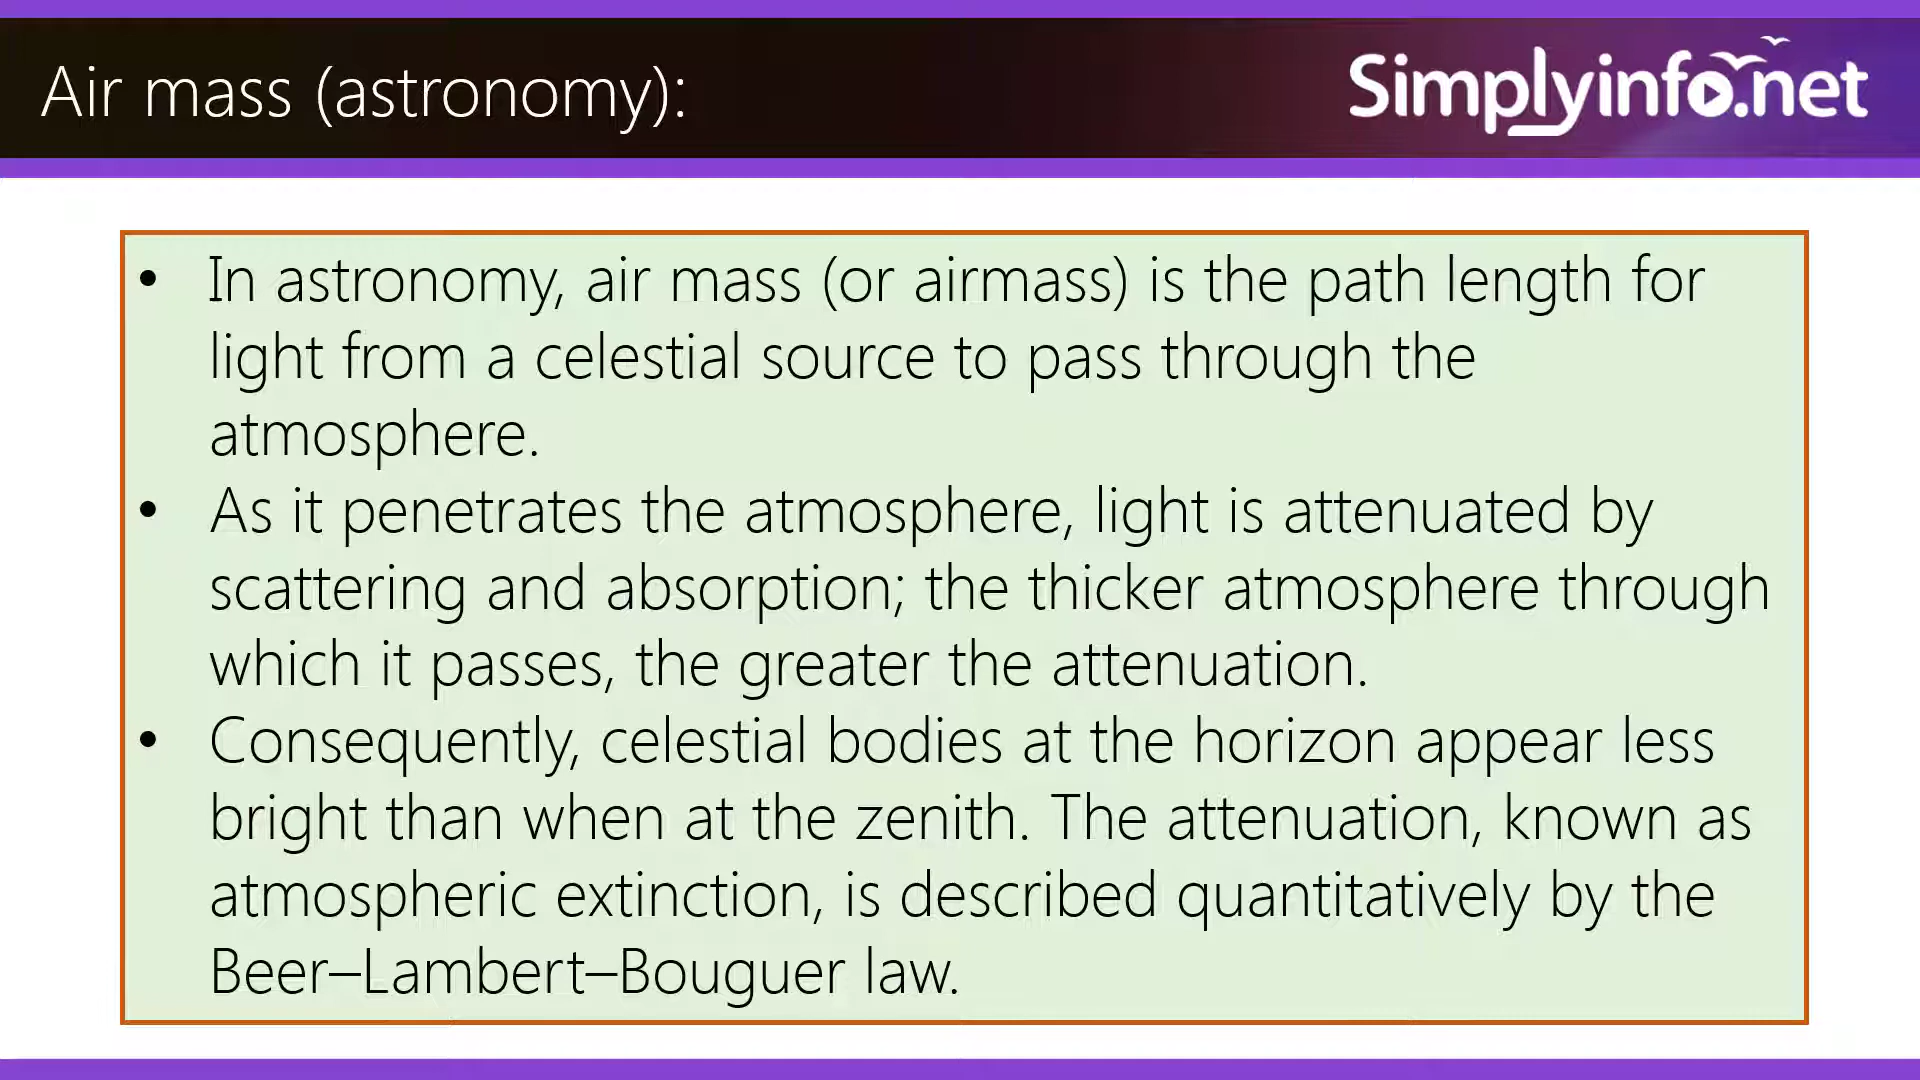 Air mass (astronomy):
Simplyinfo.net
• In astronomy, air mass (or airmass) is the path length for
light from a celestial source to pass through the
atmosphere.
• As it penetrates the atmosphere, light is attenuated by
scattering and absorption; the thicker atmosphere through
which it passes, the greater the attenuation.
• Consequently, celestial bodies at the horizon appear less
bright than when at the zenith. The attenuation, known as
atmospheric extinction, is described quantitatively by the
Beer–Lambert–Bouguer law.